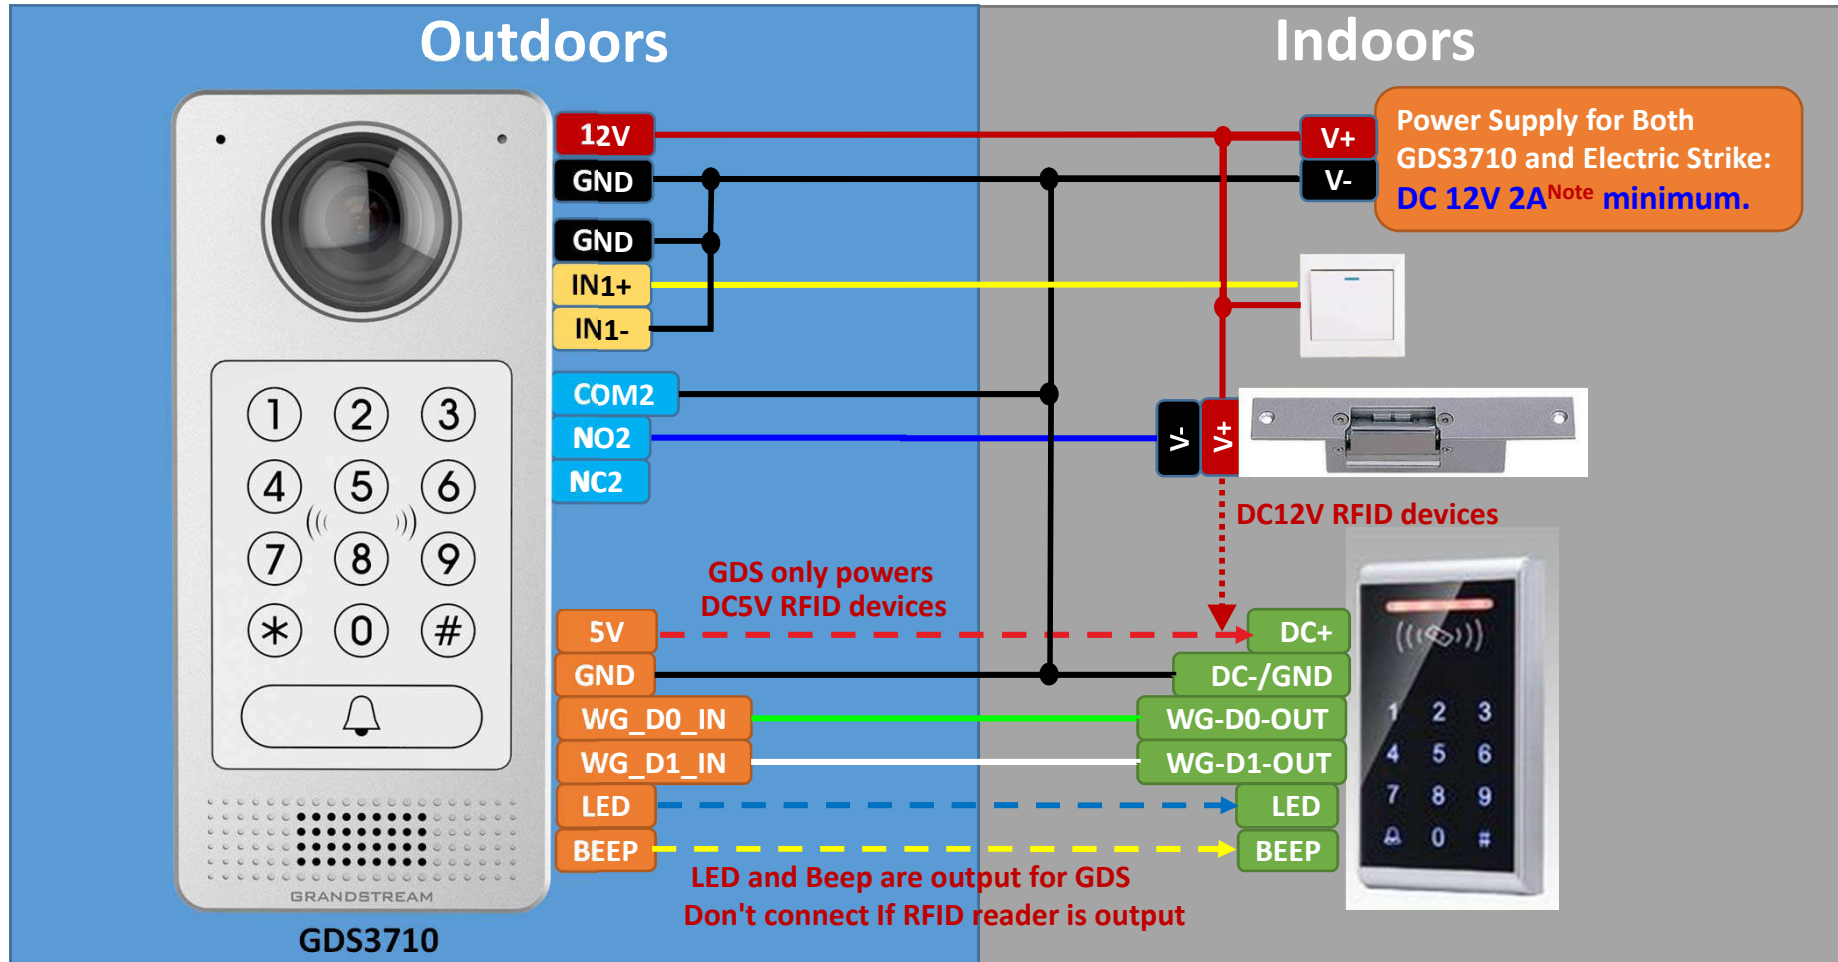 Outdoors
Indoors
12V
GND
GND
IN1+
IN1-
COM2
NO2
NC2
5V
GND
WG_D0_IN
WG_D1_IN
LED
BEEP
V+
V-
Power Supply for Both
GDS3710 and Electric Strike:
DC 12V 2ANote minimum.
V-
V+
DC12V RFID devices
GDS only powers
DC5V RFID devices
DC+
DC-/GND
WG-D0-OUT
WG-D1-OUT
LED
BEEP
LED and Beep are output for GDS
Don't connect If RFID reader is output
1 2 3
4 5 6
7 8 9
* 0 #
GRANDSTREAM
GDS3710
1 2 3
4 5 6
7 8 9
0 #